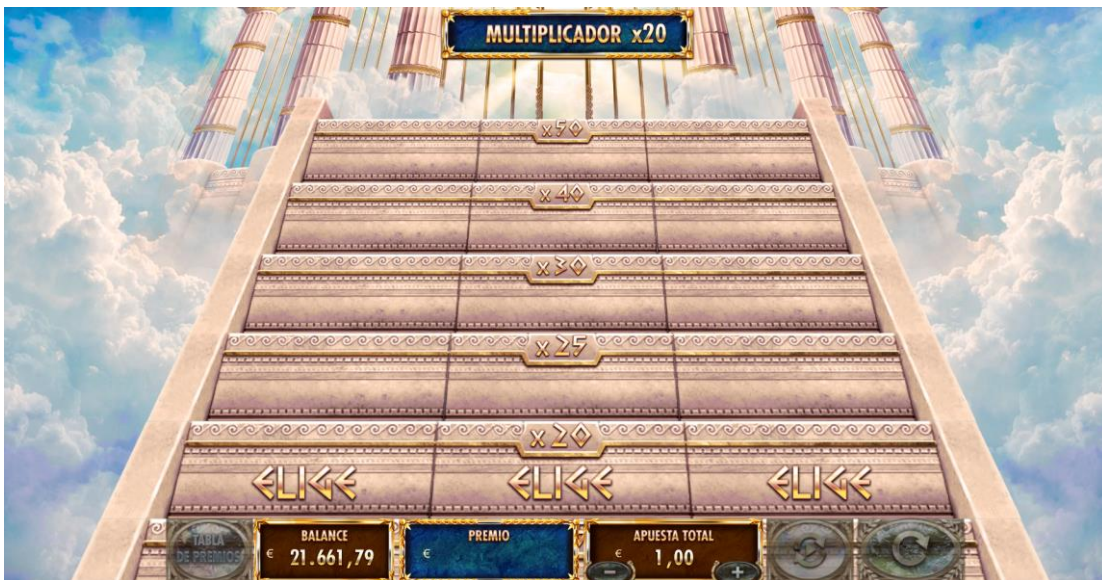 MULTIPLICADOR x20
x50
x40
x30
x25
x20
ELIGE ELIGE ELIGE
TABLA DE PREMIOS
BALANCE
€ 21.661,79
PREMIO
€
APUESTA TOTAL
€ 1,00
- +